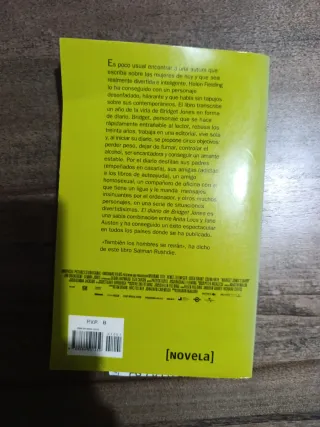 Es poco usual encontrar a una autora que
escriba sobre las mujeres de hoy y que sea
realmente divertida e inteligente. Helen Fielding
lo ha conseguido con un personaje
desenfadado, hilarante y que habla sin tapujos
sobre sus contemporáneos. El libro transcribe
un año de la vida de Bridget Jones en forma
de diario. Bridget, personaje que se hace
rápidamente entrañable al lector, rebasa los
treinta años, trabaja en una editorial, vive sola
y, al iniciar su diario, se propone cinco objetivos:
perder peso, dejar de fumar, controlar el
alcohol, ser encantadora y conseguir un amante
estable. Por el diario desfilan sus padres
rampeñados en casarla, sus amigas
a los libros de autoayuda, un amigo
homosexual, un compañero de oficina con el
que tiene un ligue y le manda mensajes
insinuantes por el ordenador, y otros muchos
personajes, en una serie de situaciones
divertidísimas. El diario de Bridget Jones es
una sabia combinación entre Anita Loos y Jane
Austen y ha conseguido un éxito espectacular
en todos los países donde se ha publicado.
«También los hombres se reirán», ha dicho
de este libro Salman Rushdie.
P.V.P. 6
[NOVELA]